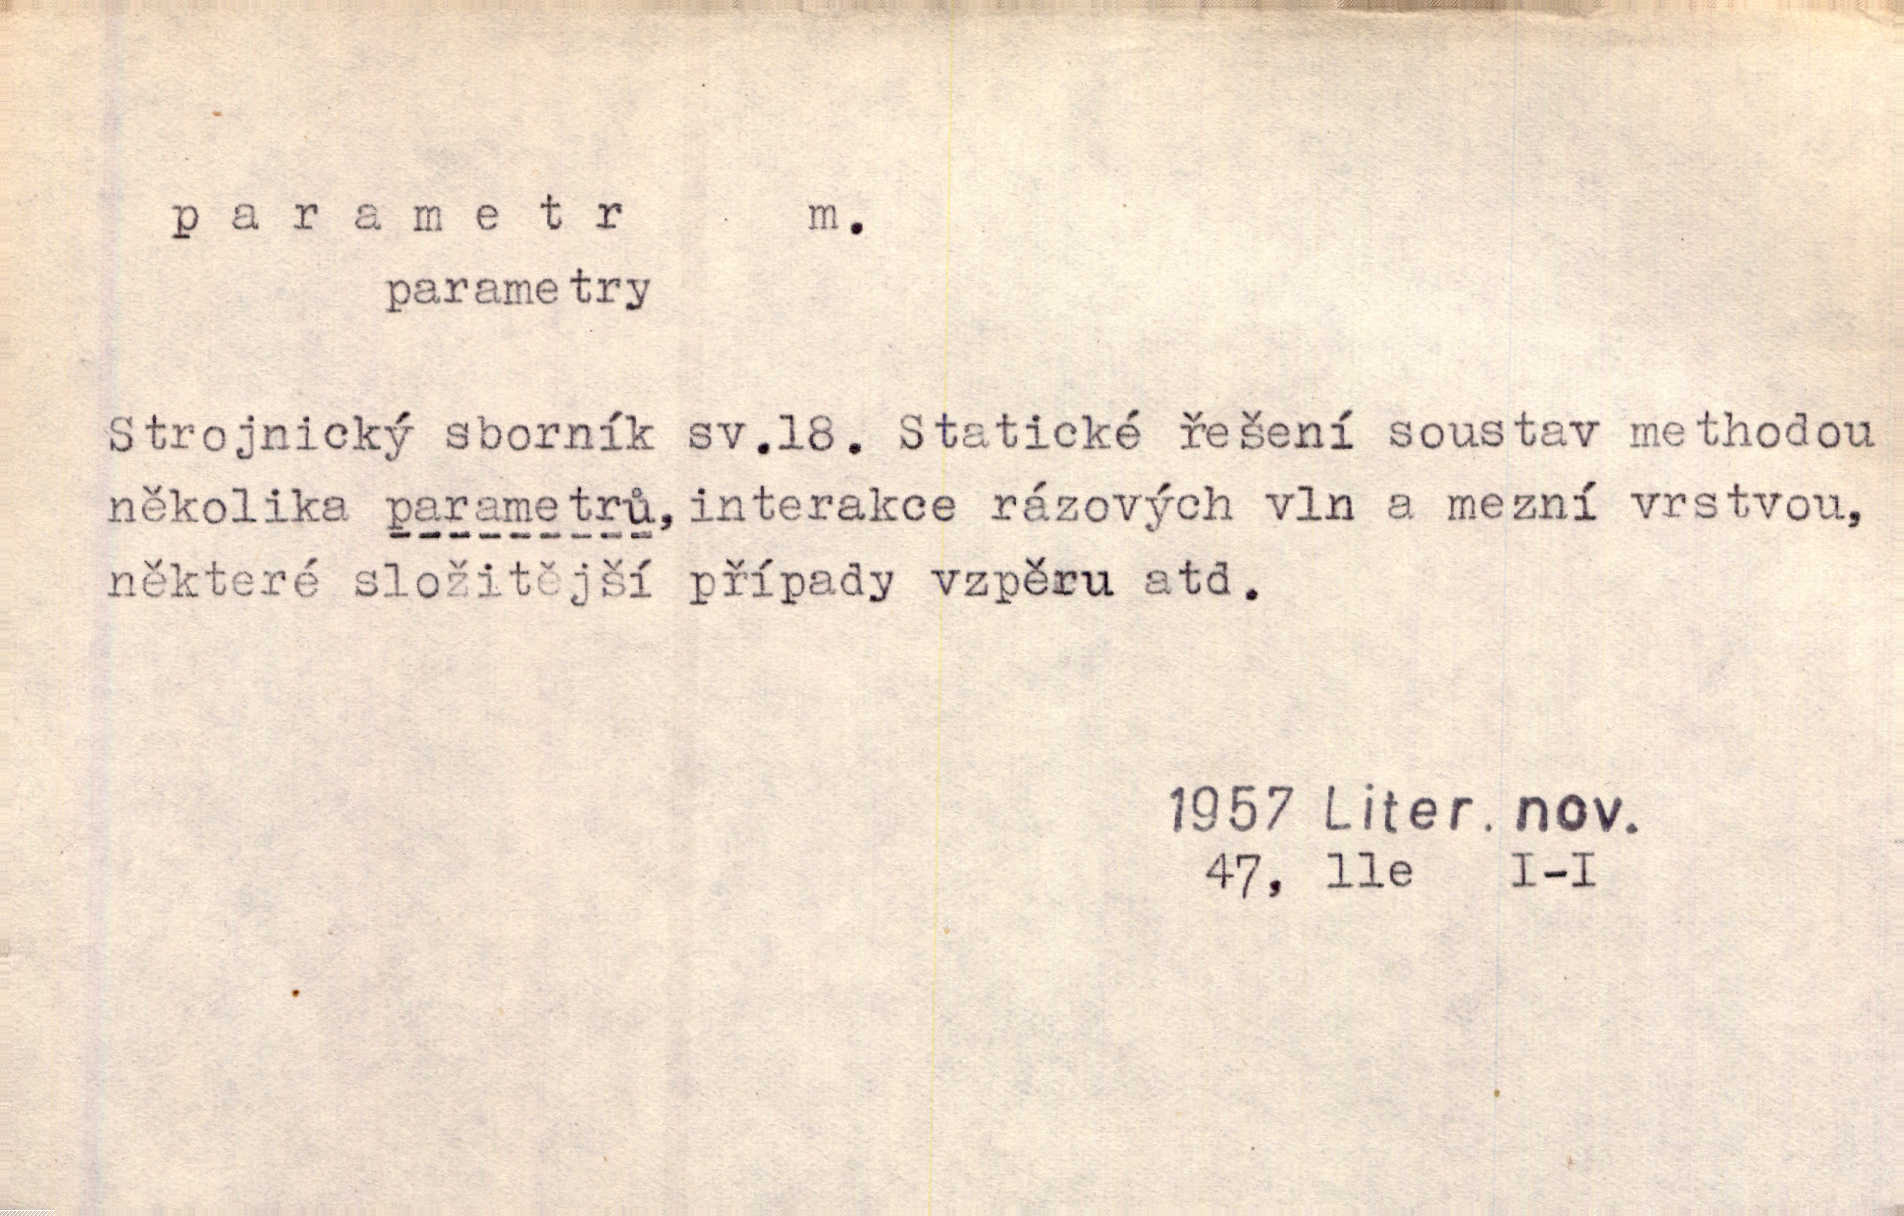 p a r a m e t r m.
parametry
Strojnický sborník sv.18. Statické řešení soustav methodou
několika parametrů, interakce rázových vln a mezní vrstvou,
některé složitější případy vzpěru atd.
1957 Liter. nov.
47, 11e I-I